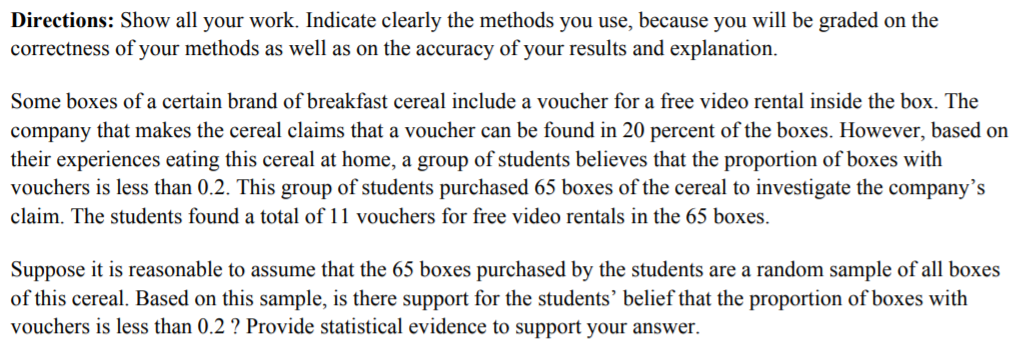 Directions: Show all your work. Indicate clearly the methods you use, because you will be graded on the
correctness of your methods as well as on the accuracy of your results and explanation.
Some boxes of a certain brand of breakfast cereal include a voucher for a free video rental inside the box. The
company that makes the cereal claims that a voucher can be found in 20 percent of the boxes. However, based on
their experiences eating this cereal at home, a group of students believes that the proportion of boxes with
vouchers is less than 0.2. This group of students purchased 65 boxes of the cereal to investigate the company’s
claim. The students found a total of 11 vouchers for free video rentals in the 65 boxes.
Suppose it is reasonable to assume that the 65 boxes purchased by the students are a random sample of all boxes
of this cereal. Based on this sample, is there support for the students’ belief that the proportion of boxes with
vouchers is less than 0.2 ? Provide statistical evidence to support your answer.